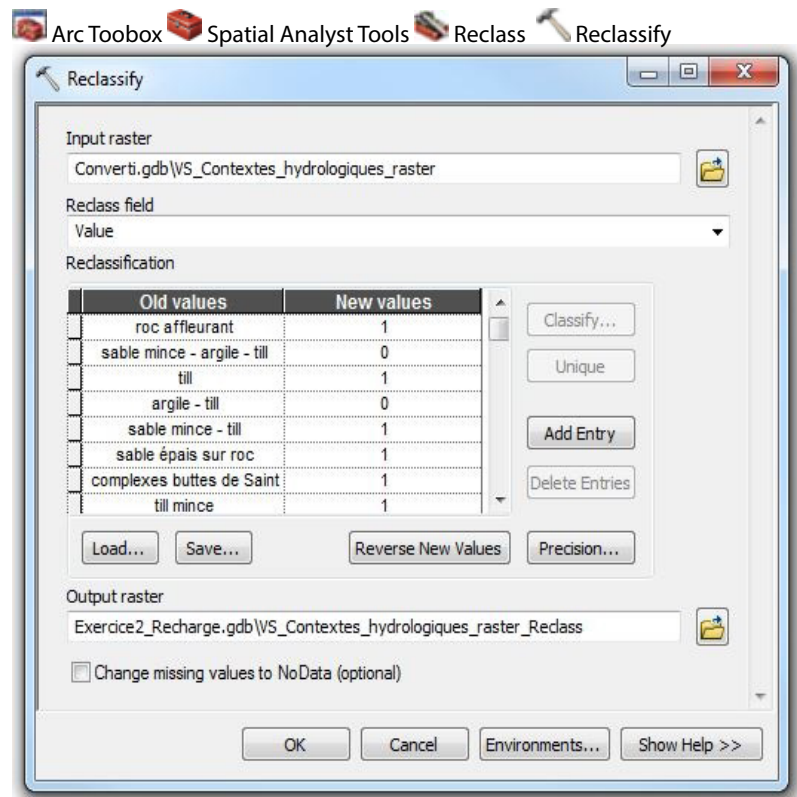 Arc Toobox Spatial Analyst Tools Reclass Reclassify
Reclassify
Input raster
Converti.gdb\VS_Contextes_hydrologiques_raster
Reclass field
Value
Reclassification
Old values New values
roc affleurant 1
sable mince - argile - till 0
till 1
argile - till 0
sable mince - till 1
sable épais sur roc 1
complexes buttes de Saint 1
till mince 1
Classify...
Unique
Add Entry
Delete Entries
Load... Save... Reverse New Values Precision...
Output raster
Exercice2_Recharge.gdb\VS_Contextes_hydrologiques_raster_Reclass
Change missing values to NoData (optional)
OK Cancel Environments... Show Help >>